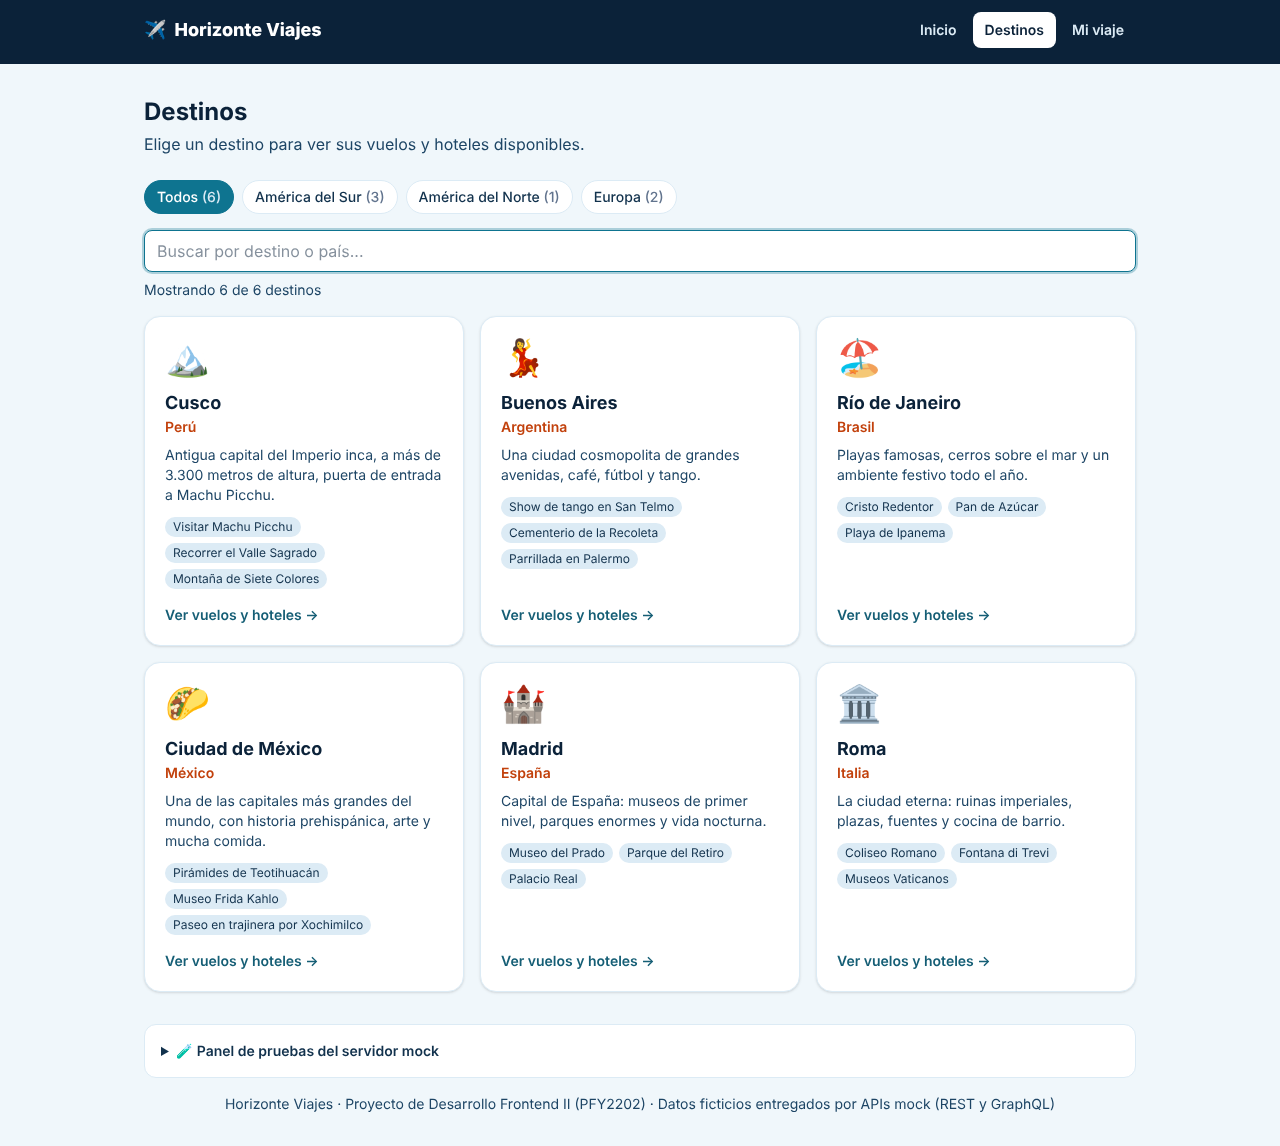 Horizonte Viajes
Inicio
Destinos
Mi viaje
Destinos
Elige un destino para ver sus vuelos y hoteles disponibles.
Todos (6)
América del Sur (3)
América del Norte (1)
Europa (2)
Buscar por destino o país...
Mostrando 6 de 6 destinos
Cusco
Perú
Antigua capital del Imperio inca, a más de
3.300 metros de altura, puerta de entrada
a Machu Picchu.
Visitar Machu Picchu
Recorrer el Valle Sagrado
Montaña de Siete Colores
Ver vuelos y hoteles →
Buenos Aires
Argentina
Una ciudad cosmopolita de grandes
avenidas, café, fútbol y tango.
Show de tango en San Telmo
Cementerio de la Recoleta
Parrillada en Palermo
Ver vuelos y hoteles →
Río de Janeiro
Brasil
Playas famosas, cerros sobre el mar y un
ambiente festivo todo el año.
Cristo Redentor
Pan de Azúcar
Playa de Ipanema
Ver vuelos y hoteles →
Ciudad de México
México
Una de las capitales más grandes del
mundo, con historia prehispánica, arte y
mucha comida.
Pirámides de Teotihuacán
Museo Frida Kahlo
Paseo en trajinera por Xochimilco
Ver vuelos y hoteles →
Madrid
España
Capital de España: museos de primer
nivel, parques enormes y vida nocturna.
Museo del Prado
Parque del Retiro
Palacio Real
Ver vuelos y hoteles →
Roma
Italia
La ciudad eterna: ruinas imperiales,
plazas, fuentes y cocina de barrio.
Coliseo Romano
Fontana di Trevi
Museos Vaticanos
Ver vuelos y hoteles →
Panel de pruebas del servidor mock
Horizonte Viajes · Proyecto de Desarrollo Frontend II (PFY2202) · Datos ficticios entregados por APIs mock (REST y GraphQL)